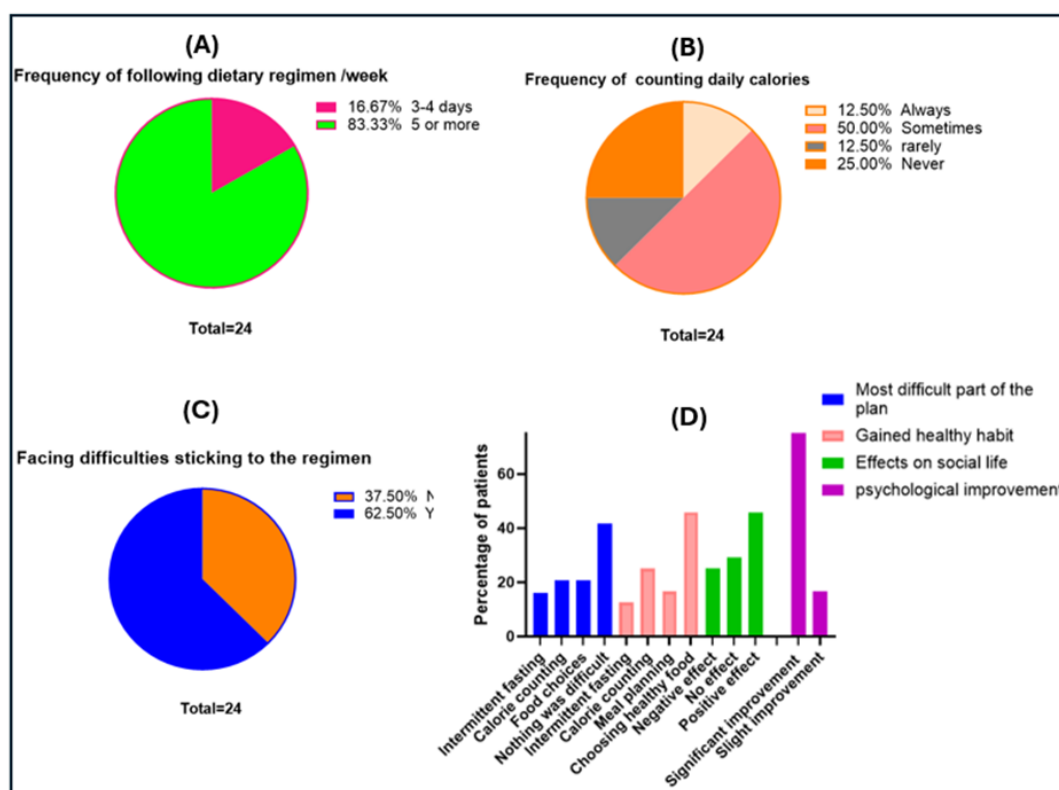 (A)
Frequency of following dietary regimen /week
16.67% 3-4 days
83.33% 5 or more
Total=24
(B)
Frequency of counting daily calories
12.50% Always
50.00% Sometimes
12.50% rarely
25.00% Never
Total=24
(C)
Facing difficulties sticking to the regimen
37.50%
62.50% Y
Total=24
(D)
Most difficult part of the
plan
Gained healthy habit
Effects on social life
psychological improvement
Percentage of patients
60
40
20
0
Intermittent fasting
Calorie counting
Food choices
Nothing was difficult
Intermittent fasting
Calorie counting
Meal planning
Choosing healthy food
Negative effect
No effect
Positive effect
Significant improvement
Slight improvement